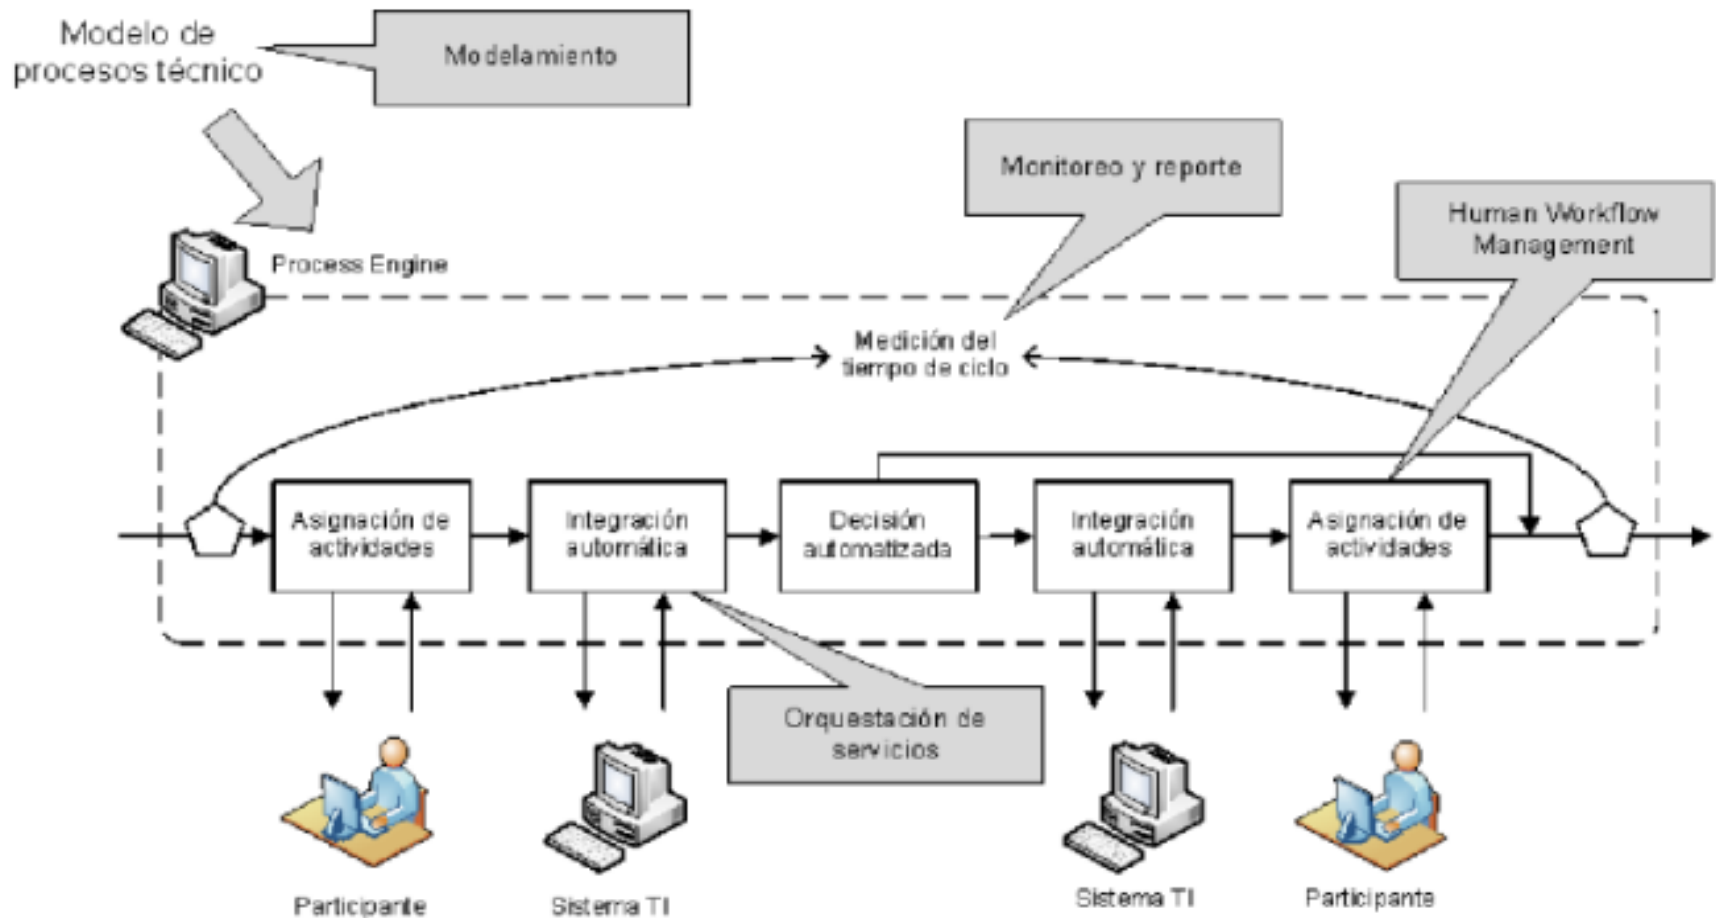 Modelo de
procesos técnico
Modelamiento
Monitoreo y reporte
Human Workflow
Management
Process Engine
Medición del
tiempo de ciclo
Asignación de
actividades
Integración
automática
Decisión
automatizada
Integración
automática
Asignación de
actividades
Orquestación de
servicios
Participante
Sistema TI
Sistema TI
Participante